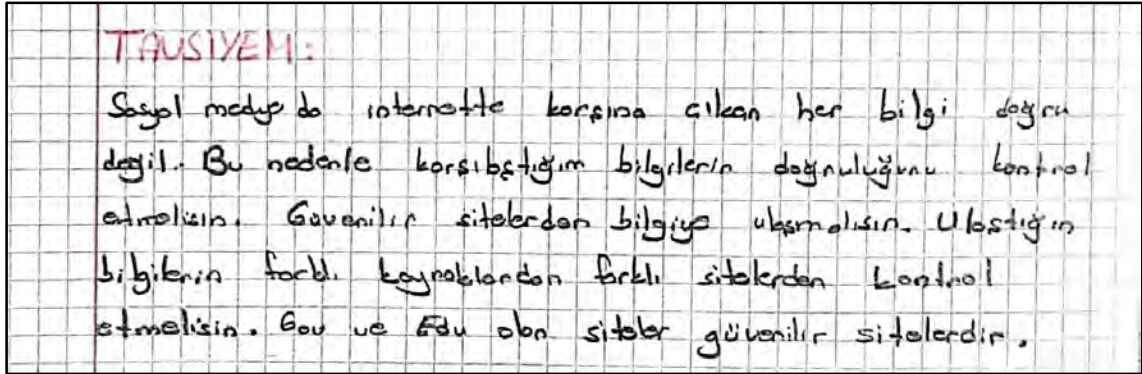 TAVSİYEM:
Sosyal medya da internette karşına çıkan her bilgi doğru
değil. Bu nedenle karşılaştığım bilgilerin doğruluğunu kontrol
etmelisin. Güvenilir sitelerden bilgiye ulaşmalısın. Ulaştığın
bilgilerin farklı kaynaklardan farklı sitelerden kontrol
etmelisin. Gov ve Edu olan siteler güvenilir sitelerdir.